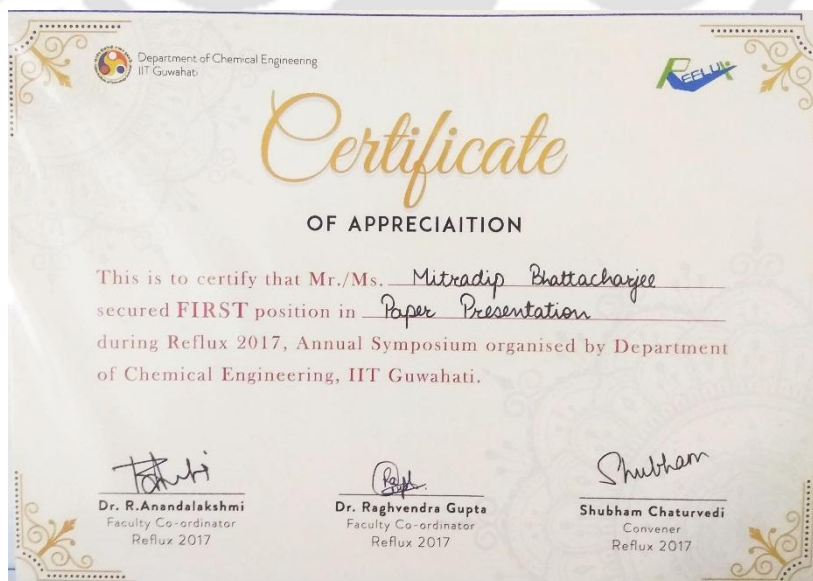 Department of Chemical Engineering
IIT Guwahati
REFLUX
Certificate
OF APPRECIAITION
This is to certify that Mr./Ms. Mitradip Bhattacharjee
secured FIRST position in Paper Presentation
during Reflux 2017, Annual Symposium organised by Department
of Chemical Engineering, IIT Guwahati.
Shubham
Dr. R.Anandalakshmi
Faculty Co-ordinator
Reflux 2017
Dr. Raghvendra Gupta
Faculty Co-ordinator
Reflux 2017
Shubham Chaturvedi
Convener
Reflux 2017